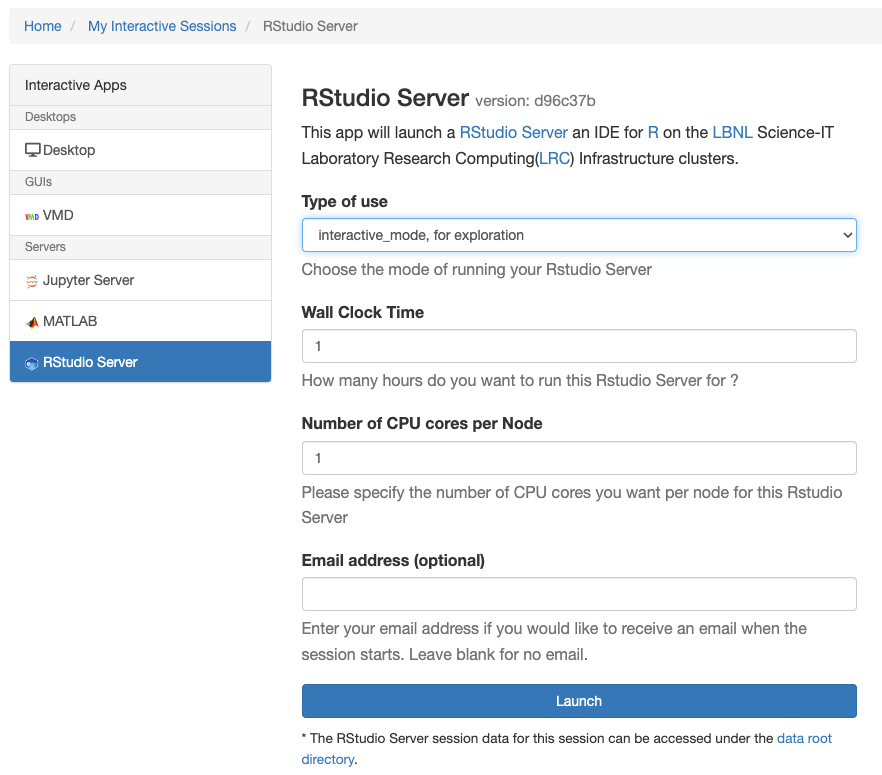 Home / My Interactive Sessions / RStudio Server
Interactive Apps
Desktops
Desktop
GUIs
VMD VMD
Servers
Jupyter Server
MATLAB
RStudio Server
RStudio Server version: d96c37b
This app will launch a RStudio Server an IDE for R on the LBNL Science-IT
Laboratory Research Computing(LRC) Infrastructure clusters.
Type of use
interactive_mode, for exploration
Choose the mode of running your Rstudio Server
Wall Clock Time
1
How many hours do you want to run this Rstudio Server for ?
Number of CPU cores per Node
1
Please specify the number of CPU cores you want per node for this Rstudio
Server
Email address (optional)
Enter your email address if you would like to receive an email when the
session starts. Leave blank for no email.
Launch
* The RStudio Server session data for this session can be accessed under the data root
directory.